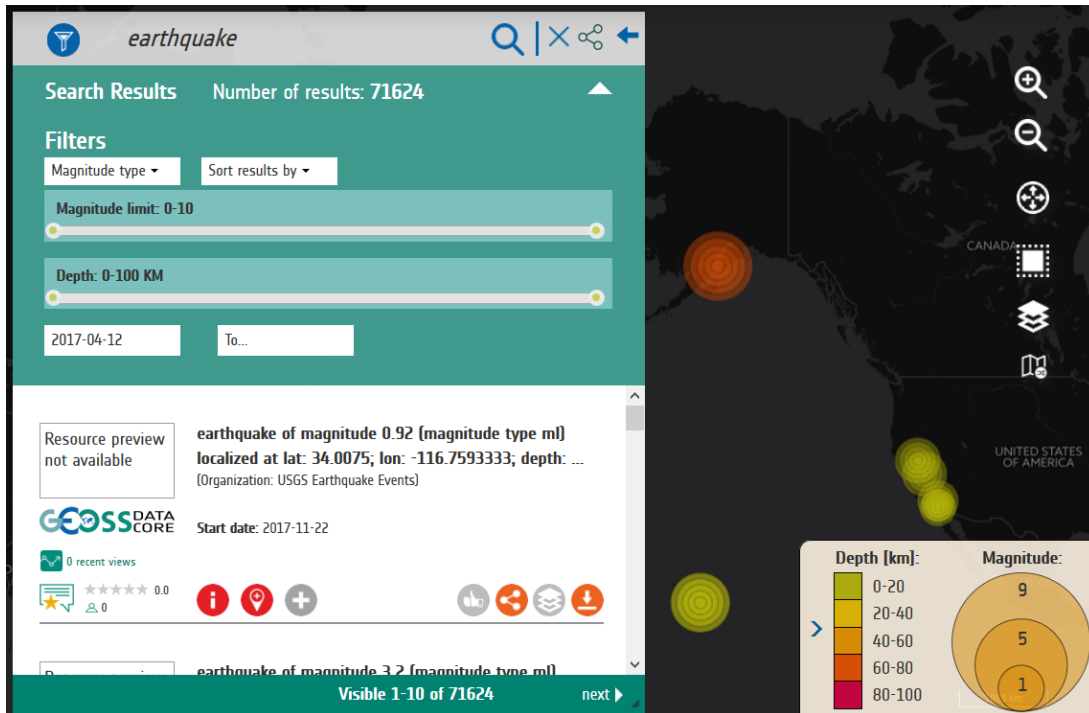 earthquake
Search Results Number of results: 71624
Filters
Magnitude type Sort results by
Magnitude limit: 0-10
Depth: 0-100 KM
2017-04-12 To...
Resource preview
not available
earthquake of magnitude 0.92 (magnitude type ml)
localized at lat: 34.0075; lon: -116.7593333; depth: ...
(Organization: USGS Earthquake Events)
GEOSS DATA CORE
Start date: 2017-11-22
0 recent views
0.0
0
Resource preview
earthquake of magnitude 3.2 (magnitude type ml)
Visible 1-10 of 71624 next
CANADA
UNITED STATES
OF AMERICA
Depth [km]: Magnitude:
0-20
20-40
40-60
60-80
80-100
9
5
1